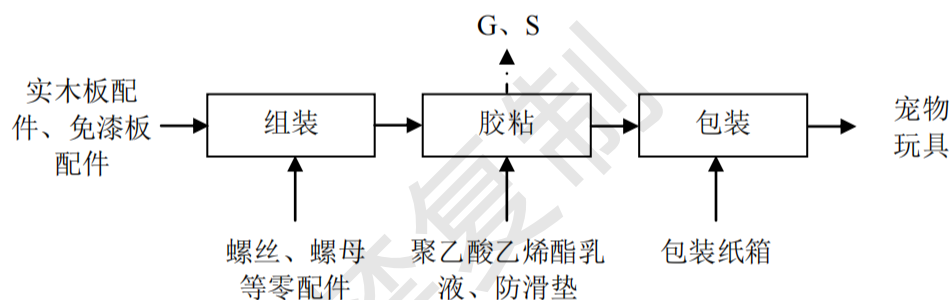 G、S
实木板配
件、免漆板
配件
组装
胶粘
包装
宠物
玩具
螺丝、螺母
等零配件
聚乙酸乙烯酯乳
液、防滑垫
包装纸箱
复制